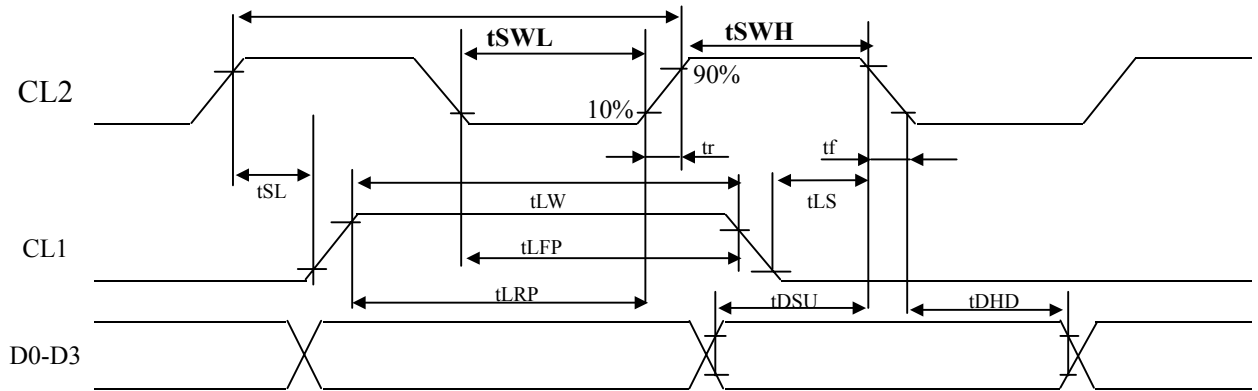 tSWL
tSWH
CL2
90%
10%
tr
tf
tSL
tLW
tLS
CL1
tLFP
tLRP
tDSU
tDHD
D0-D3